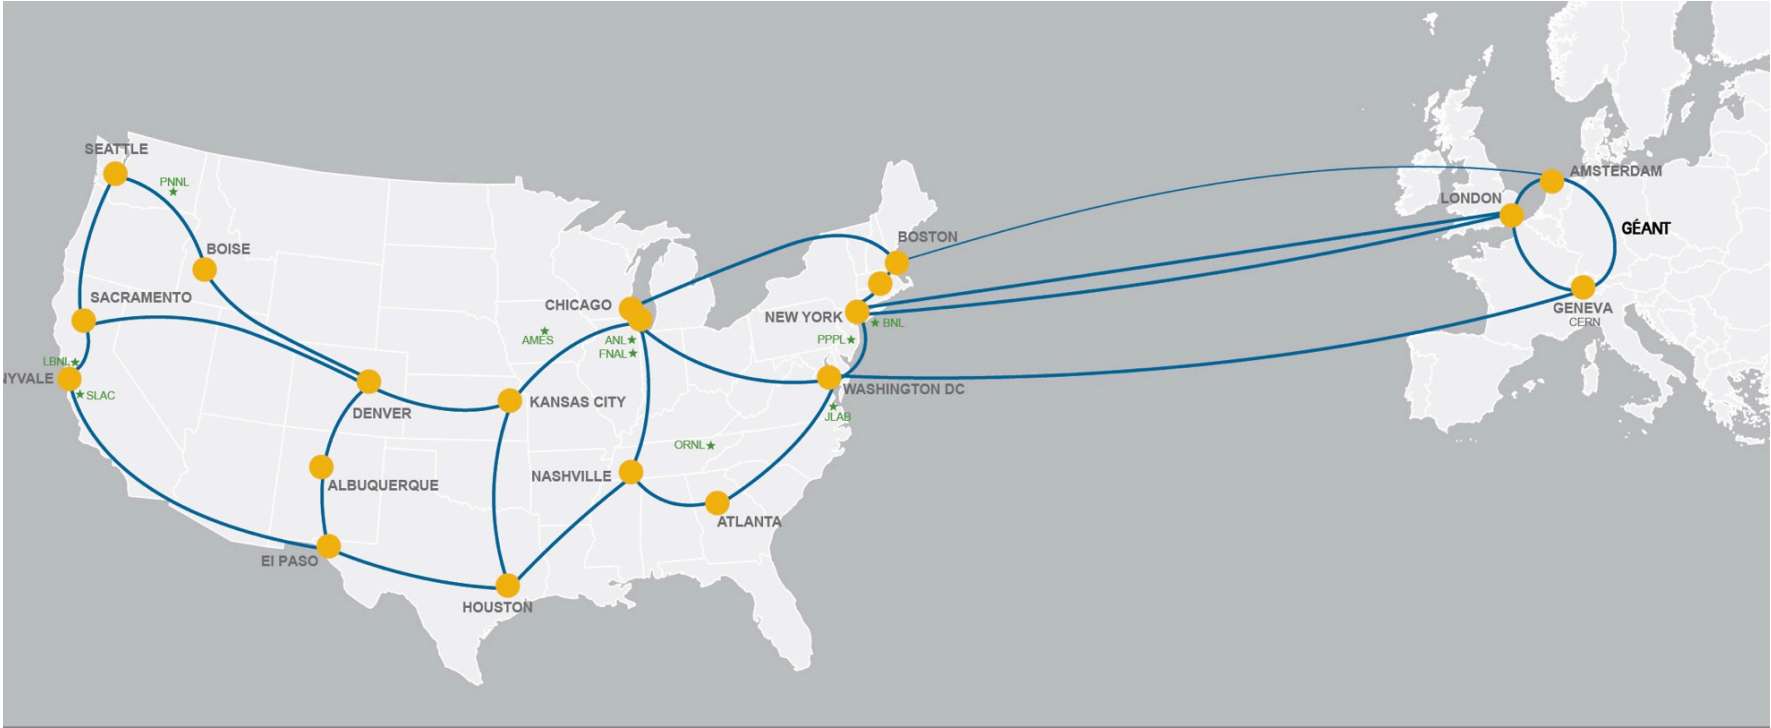 SEATTLE
PNNL
AMSTERDAM
LONDON
GÉANT
BOSTON
BOISE
SACRAMENTO
CHICAGO
NEW YORK
BNL
GENEVA
CERN
AMES
ANL
FNAL
PPPL
LBNL
NYVALE
SLAC
WASHINGTON DC
KANSAS CITY
DENVER
JLAB
ORNL
NASHVILLE
ALBUQUERQUE
ATLANTA
El PASO
HOUSTON